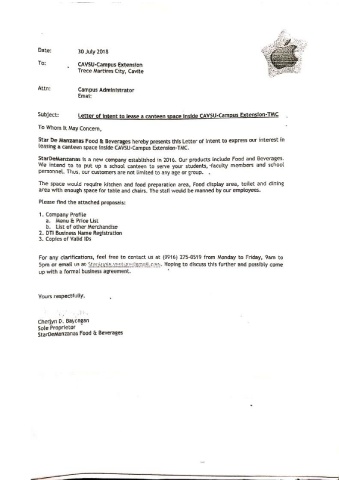 Date: 30 July 2018
To: CAVSU-Campus Extension
Trece Martires City, Cavite
Attn: Campus Administrator
Email:
Subject: Letter of Intent to lease a canteen space inside CAVSU-Campus Extension-TMC
To Whom It May Concern,
Star De Manzanas Food & Beverages hereby presents this Letter of Intent to express our interest in
leasing a canteen space inside CAVSU-Campus Extension-TMC.
StarDeManzanas is a new company established in 2016. Our products include Food and Beverages.
We intend to to put up a school canteen to serve your students, faculty members and school
personnel. Thus, our customers are not limited to any age or group.
The space would require kitchen and food preparation area, Food display area, toilet and dining
area with enough space for table and chairs. The stall would be manned by our employees.
Please find the attached proposals:
1. Company Profile
a. Menu & Price List
b. List of other Merchandise
2. DTI Business Name Registration
3. Copies of Valid IDs
For any clarifications, feel free to contact us at (0916) 275-0519 from Monday to Friday, 9am to
5pm or email us at Hoping to discuss this further and possibly come
up with a formal business agreement.
Yours respectfully,
D.
Sole Proprietor
StarDeManzanas Food & Beverages